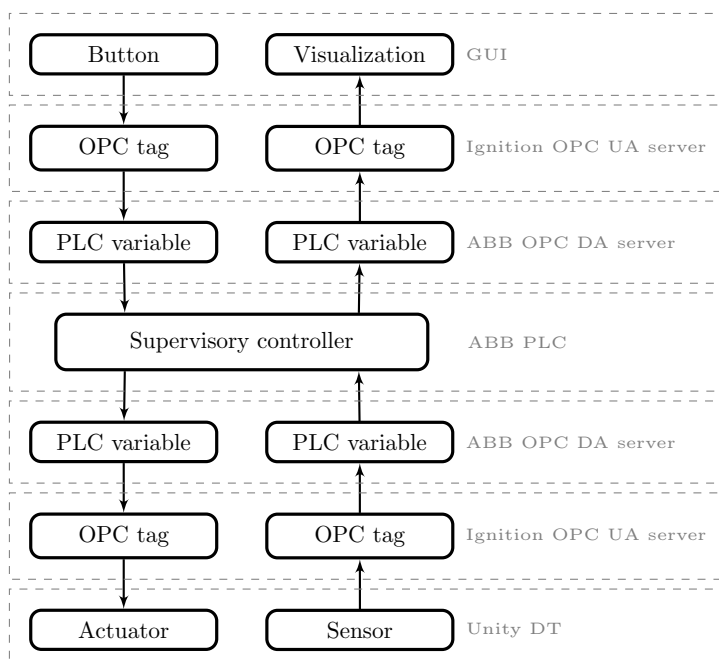 Button
Visualization
GUI
OPC tag
OPC tag
Ignition OPC UA server
PLC variable
PLC variable
ABB OPC DA server
Supervisory controller
ABB PLC
PLC variable
PLC variable
ABB OPC DA server
OPC tag
OPC tag
Ignition OPC UA server
Actuator
Sensor
Unity DT